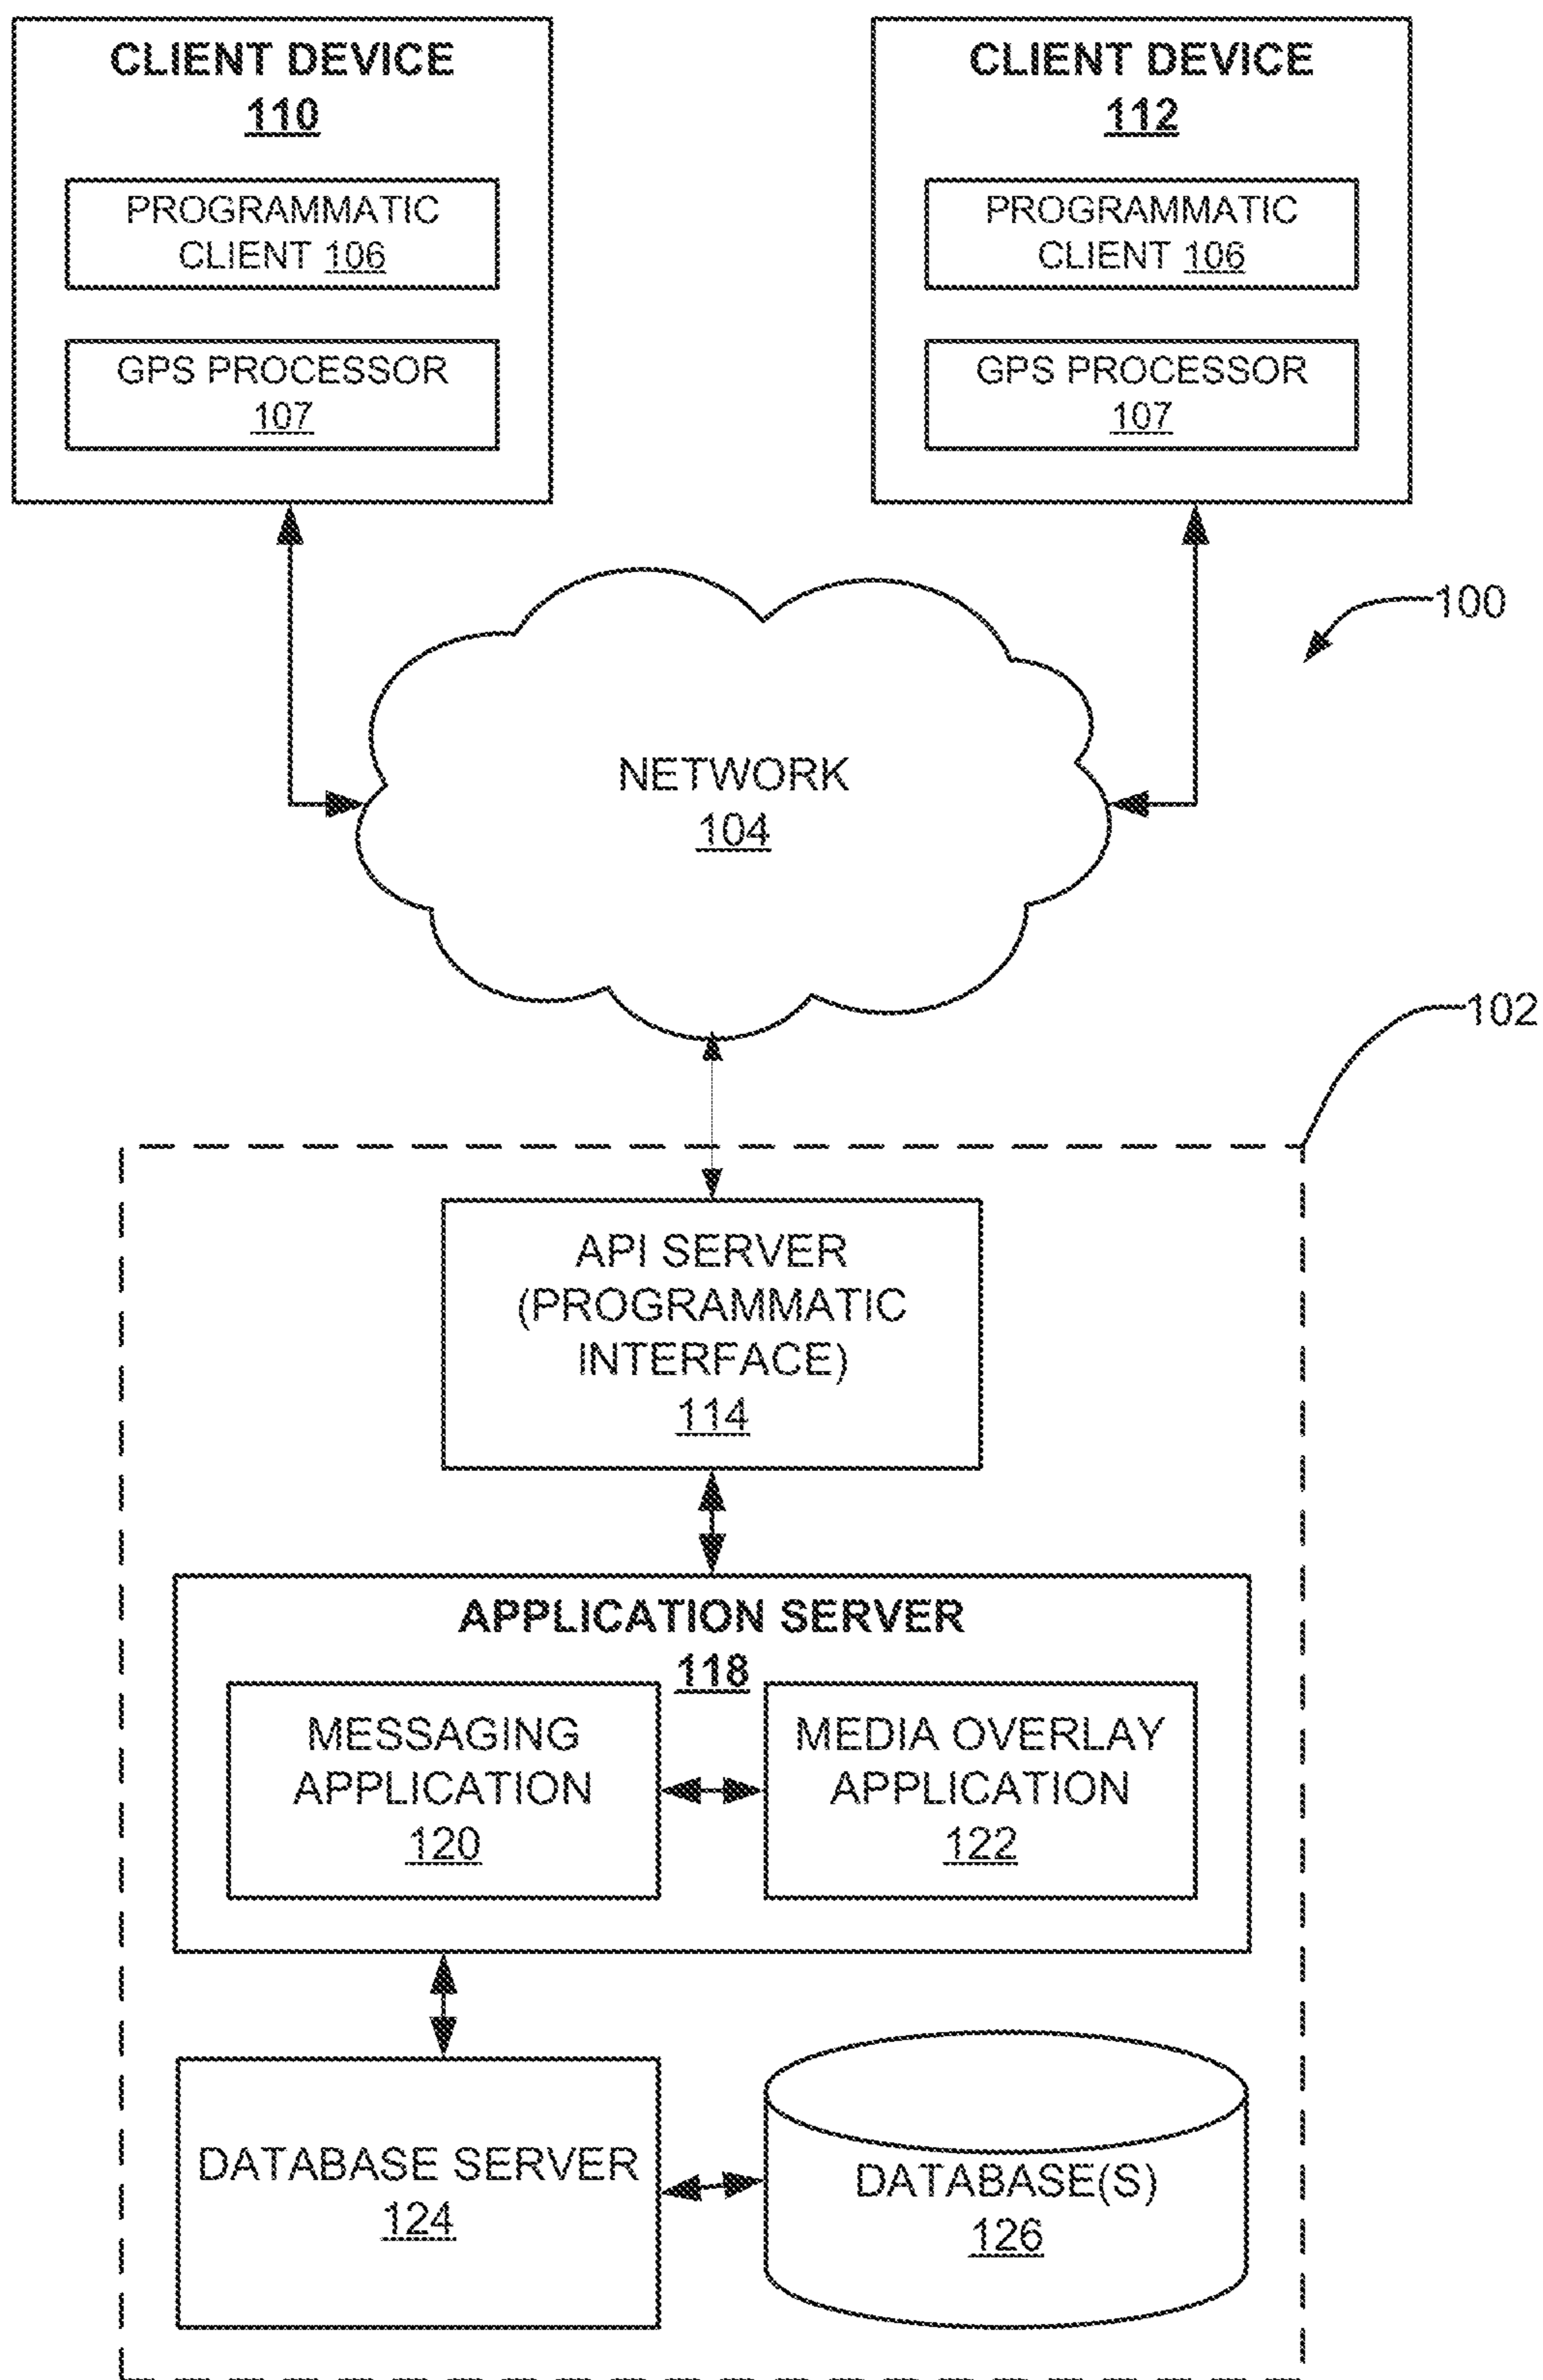 CLIENT DEVICE
110
PROGRAMMATIC
CLIENT 106
GPS PROCESSOR
107
CLIENT DEVICE
112
PROGRAMMATIC
CLIENT 106
GPS PROCESSOR
107
100
NETWORK
104
102
API SERVER
(PROGRAMMATIC
INTERFACE)
114
APPLICATION SERVER
118
MESSAGING
APPLICATION
120
MEDIA OVERLAY
APPLICATION
122
DATABASE SERVER
124
DATABASE(S)
126